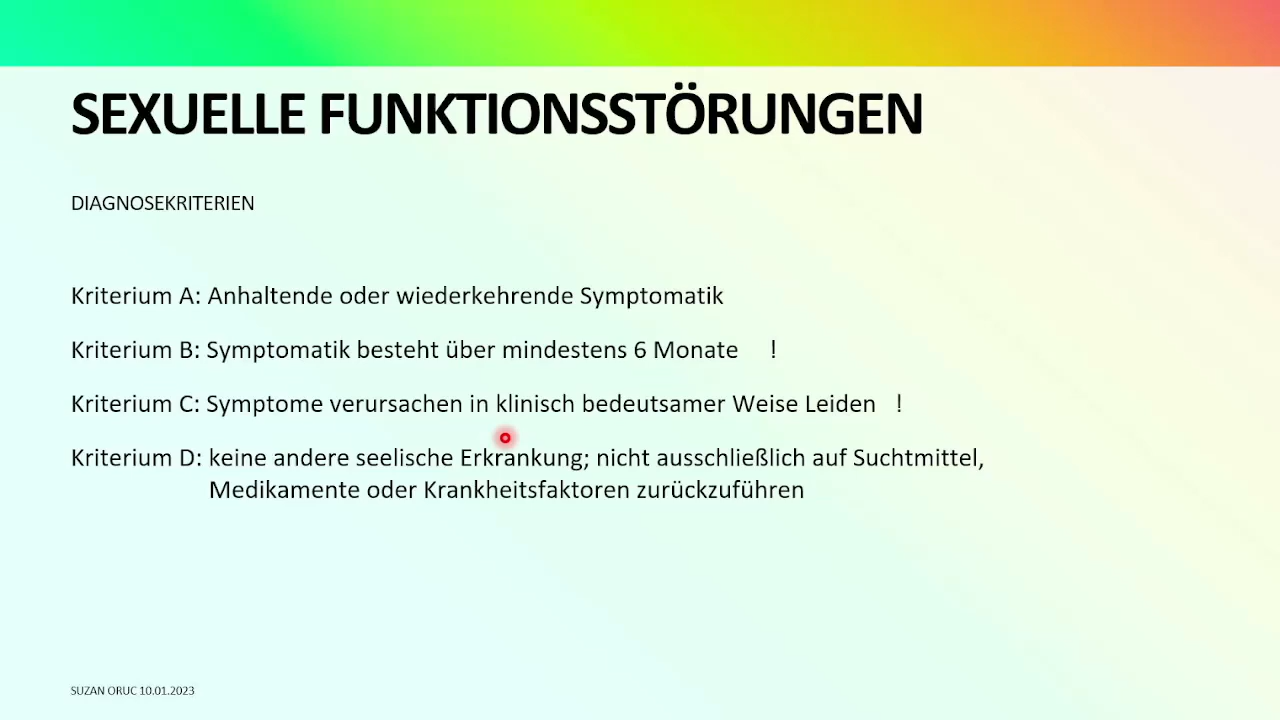 SEXUELLE FUNKTIONSSTÖRUNGEN
DIAGNOSEKRITERIEN
Kriterium A: Anhaltende oder wiederkehrende Symptomatik
Kriterium B: Symptomatik besteht über mindestens 6 Monate !
Kriterium C: Symptome verursachen in klinisch bedeutsamer Weise Leiden !
Kriterium D: keine andere seelische Erkrankung; nicht ausschließlich auf Suchtmittel,
Medikamente oder Krankheitsfaktoren zurückzuführen
SUZAN ORUC 10.01.2023